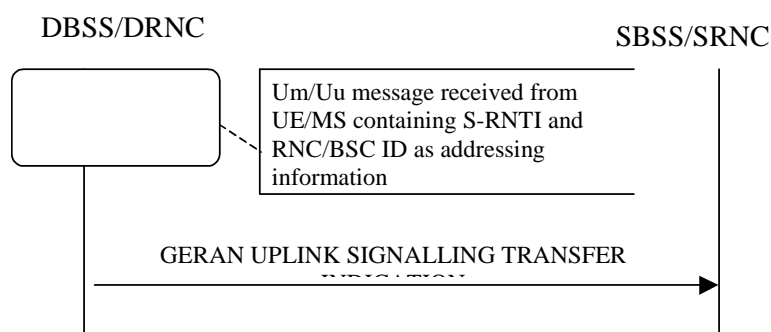 DBSS/DRNC
SBSS/SRNC
Um/Uu message received from
UE/MS containing S-RNTI and
RNC/BSC ID as addressing
information
GERAN UPLINK SIGNALLING TRANSFER
INDICATION